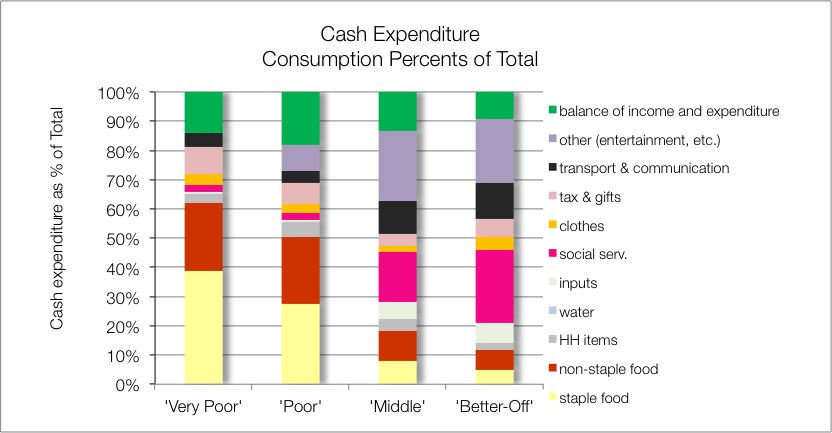 Cash Expenditure
Consumption Percents of Total
Cash expenditure as % of Total
100%
90%
80%
70%
60%
50%
40%
30%
20%
10%
0%
'Very Poor'
'Poor'
'Middle'
'Better-Off'
balance of income and expenditure
other (entertainment, etc.)
transport & communication
tax & gifts
clothes
social serv.
inputs
water
HH items
non-staple food
staple food